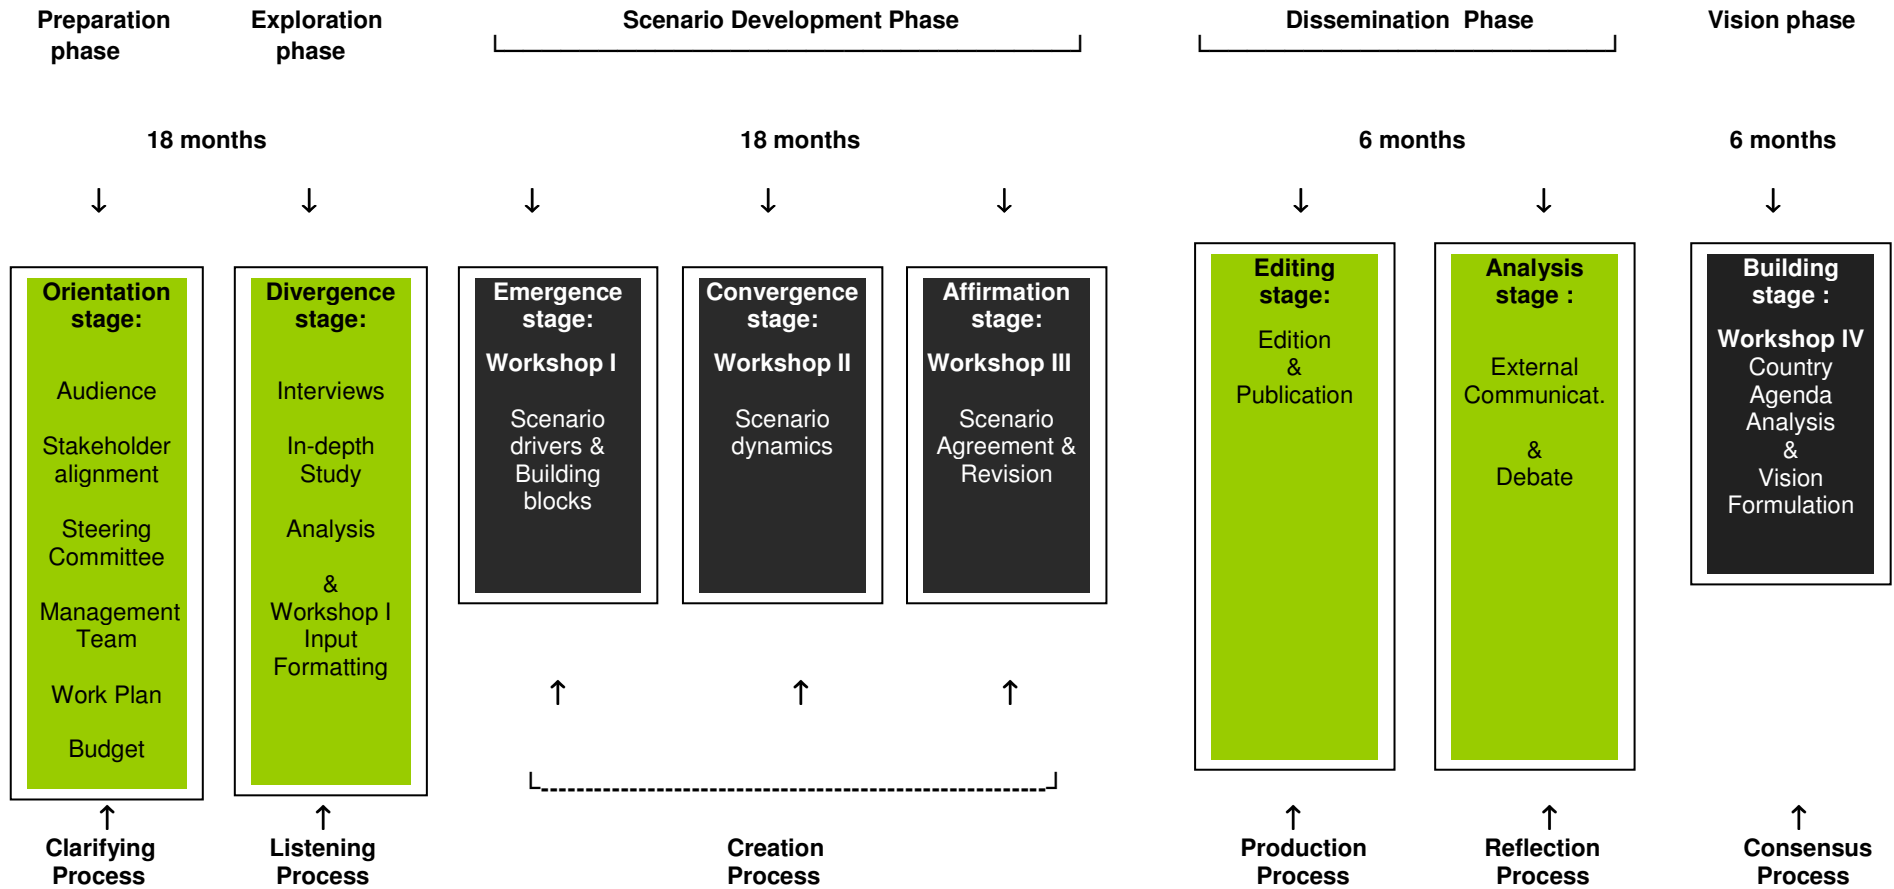 Preparation
phase
Exploration
phase
Scenario Development Phase
Dissemination Phase
Vision phase
18 months
18 months
6 months
6 months
↓ ↓ ↓ ↓ ↓ ↓ ↓ ↓
Orientation
stage:
Audience
Stakeholder
alignment
Steering
Committee
Management
Team
Work Plan
Budget
Divergence
stage:
Interviews
In-depth
Study
Analysis
&
Workshop I
Input
Formatting
Emergence
stage:
Workshop I
Scenario
drivers &
Building
blocks
Convergence
stage:
Workshop II
Scenario
dynamics
Affirmation
stage:
Workshop III
Scenario
Agreement &
Revision
Editing
stage:
Edition
&
Publication
Analysis
stage :
External
Communicat.
&
Debate
Building
stage :
Workshop IV
Country
Agenda
Analysis
&
Vision
Formulation
↑ ↑ ↑
↑ ↑ ↑ ↑ ↑
Clarifying
Process
Listening
Process
Creation
Process
Production
Process
Reflection
Process
Consensus
Process